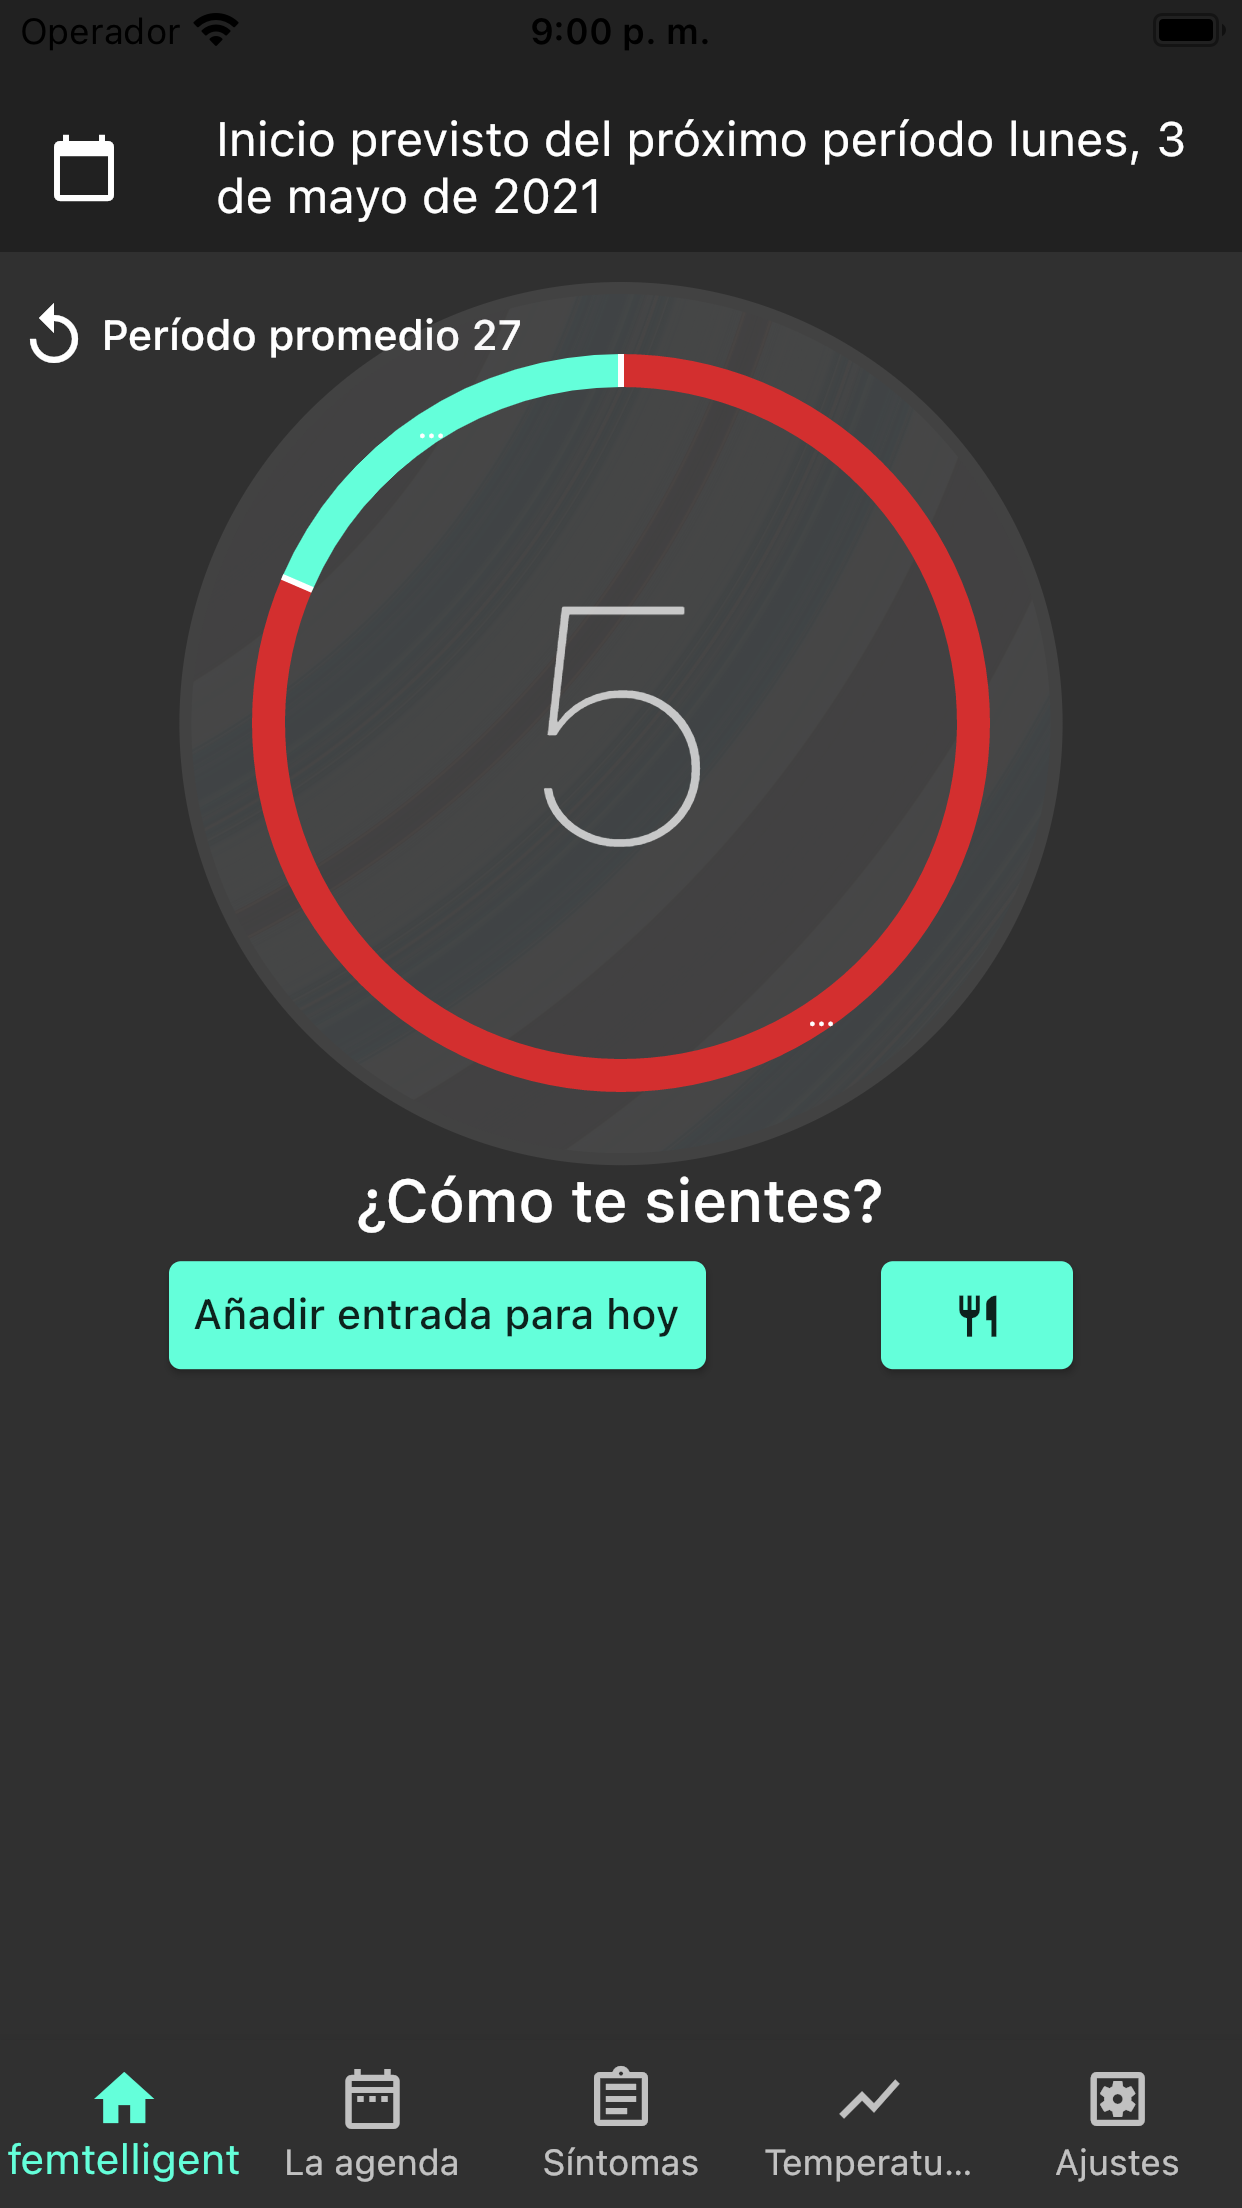 Operador
9:00 p. m.
Inicio previsto del próximo período lunes, 3
de mayo de 2021
Período promedio 27
...
5
...
¿Cómo te sientes?
Añadir entrada para hoy
femtelligent
La agenda
Síntomas
Temperatu...
Ajustes